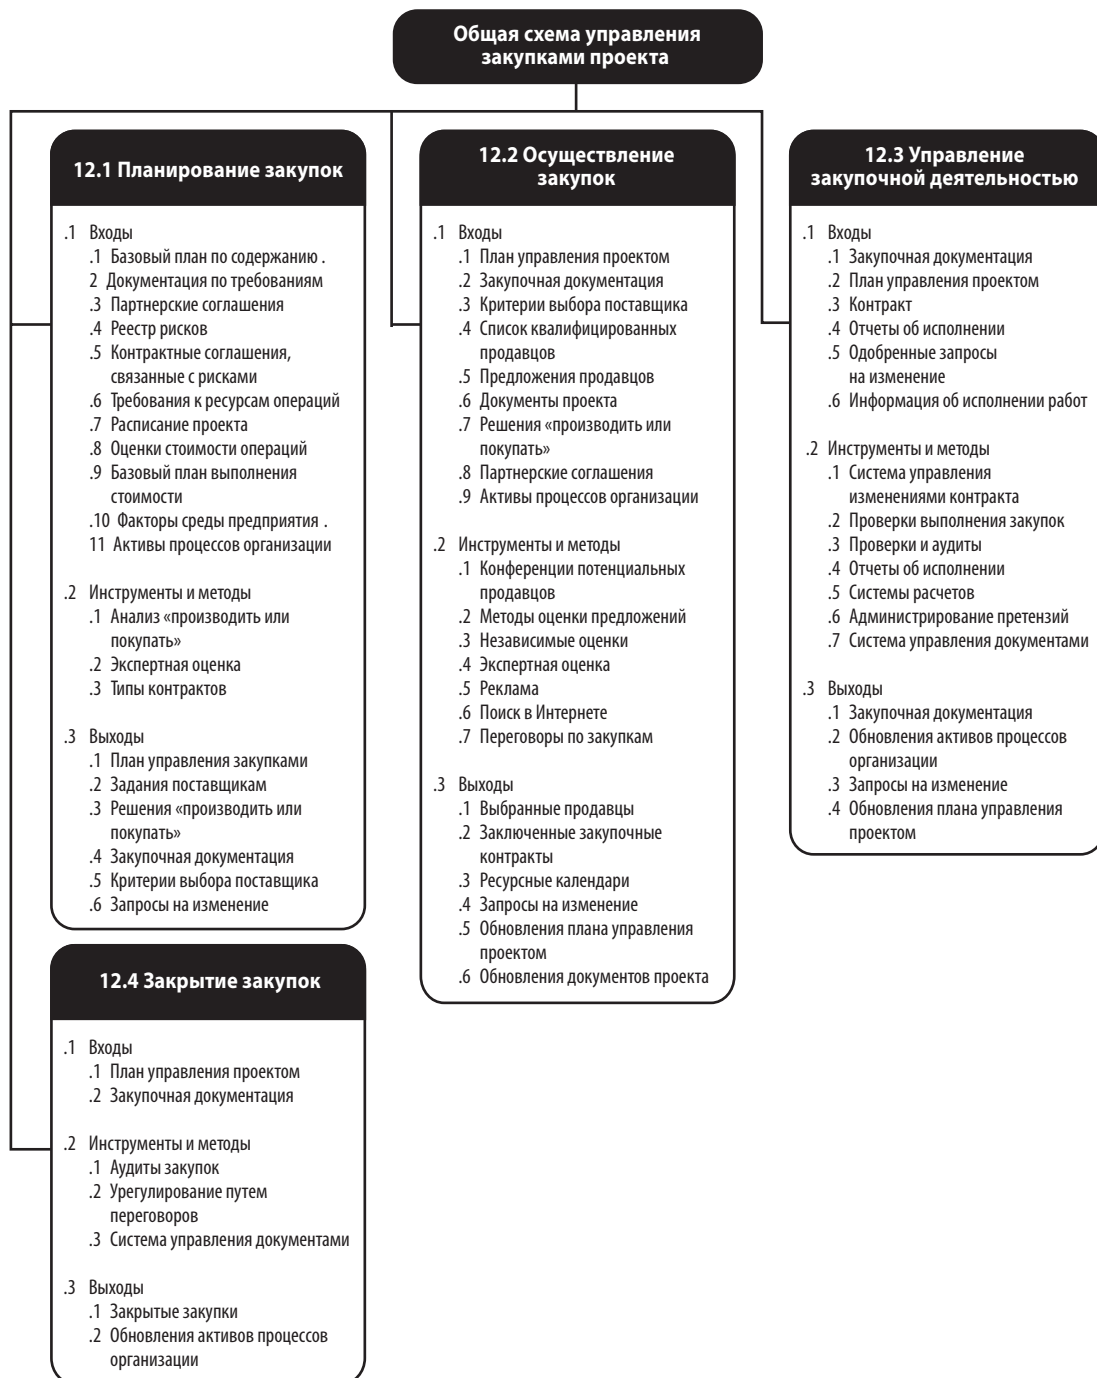 Общая схема управления
закупками проекта
12.1 Планирование закупок
.1 Входы
.1 Базовый план по содержанию .
2 Документация по требованиям
.3 Партнерские соглашения
.4 Реестр рисков
.5 Контрактные соглашения,
связанные с рисками
.6 Требования к ресурсам операций
.7 Расписание проекта
.8 Оценки стоимости операций
.9 Базовый план выполнения
стоимости
.10 Факторы среды предприятия .
11 Активы процессов организации
.2 Инструменты и методы
.1 Анализ «производить или
покупать»
.2 Экспертная оценка
.3 Типы контрактов
.3 Выходы
.1 План управления закупками
.2 Задания поставщикам
.3 Решения «производить или
покупать»
.4 Закупочная документация
.5 Критерии выбора поставщика
.6 Запросы на изменение
12.2 Осуществление
закупок
.1 Входы
.1 План управления проектом
.2 Закупочная документация
.3 Критерии выбора поставщика
.4 Список квалифицированных
продавцов
.5 Предложения продавцов
.6 Документы проекта
.7 Решения «производить или
покупать»
.8 Партнерские соглашения
.9 Активы процессов организации
.2 Инструменты и методы
.1 Конференции потенциальных
продавцов
.2 Методы оценки предложений
.3 Независимые оценки
.4 Экспертная оценка
.5 Реклама
.6 Поиск в Интернете
.7 Переговоры по закупкам
.3 Выходы
.1 Выбранные продавцы
.2 Заключенные закупочные
контракты
.3 Ресурсные календари
.4 Запросы на изменение
.5 Обновления плана управления
проектом
.6 Обновления документов проекта
12.3 Управление
закупочной деятельностью
.1 Входы
.1 Закупочная документация
.2 План управления проектом
.3 Контракт
.4 Отчеты об исполнении
.5 Одобренные запросы
на изменение
.6 Информация об исполнении работ
.2 Инструменты и методы
.1 Система управления
изменениями контракта
.2 Проверки выполнения закупок
.3 Проверки и аудиты
.4 Отчеты об исполнении
.5 Системы расчетов
.6 Администрирование претензий
.7 Система управления документами
.3 Выходы
.1 Закупочная документация
.2 Обновления активов процессов
организации
.3 Запросы на изменение
.4 Обновления плана управления
проектом
12.4 Закрытие закупок
.1 Входы
.1 План управления проектом
.2 Закупочная документация
.2 Инструменты и методы
.1 Аудиты закупок
.2 Урегулирование путем
переговоров
.3 Система управления документами
.3 Выходы
.1 Закрытые закупки
.2 Обновления активов процессов
организации